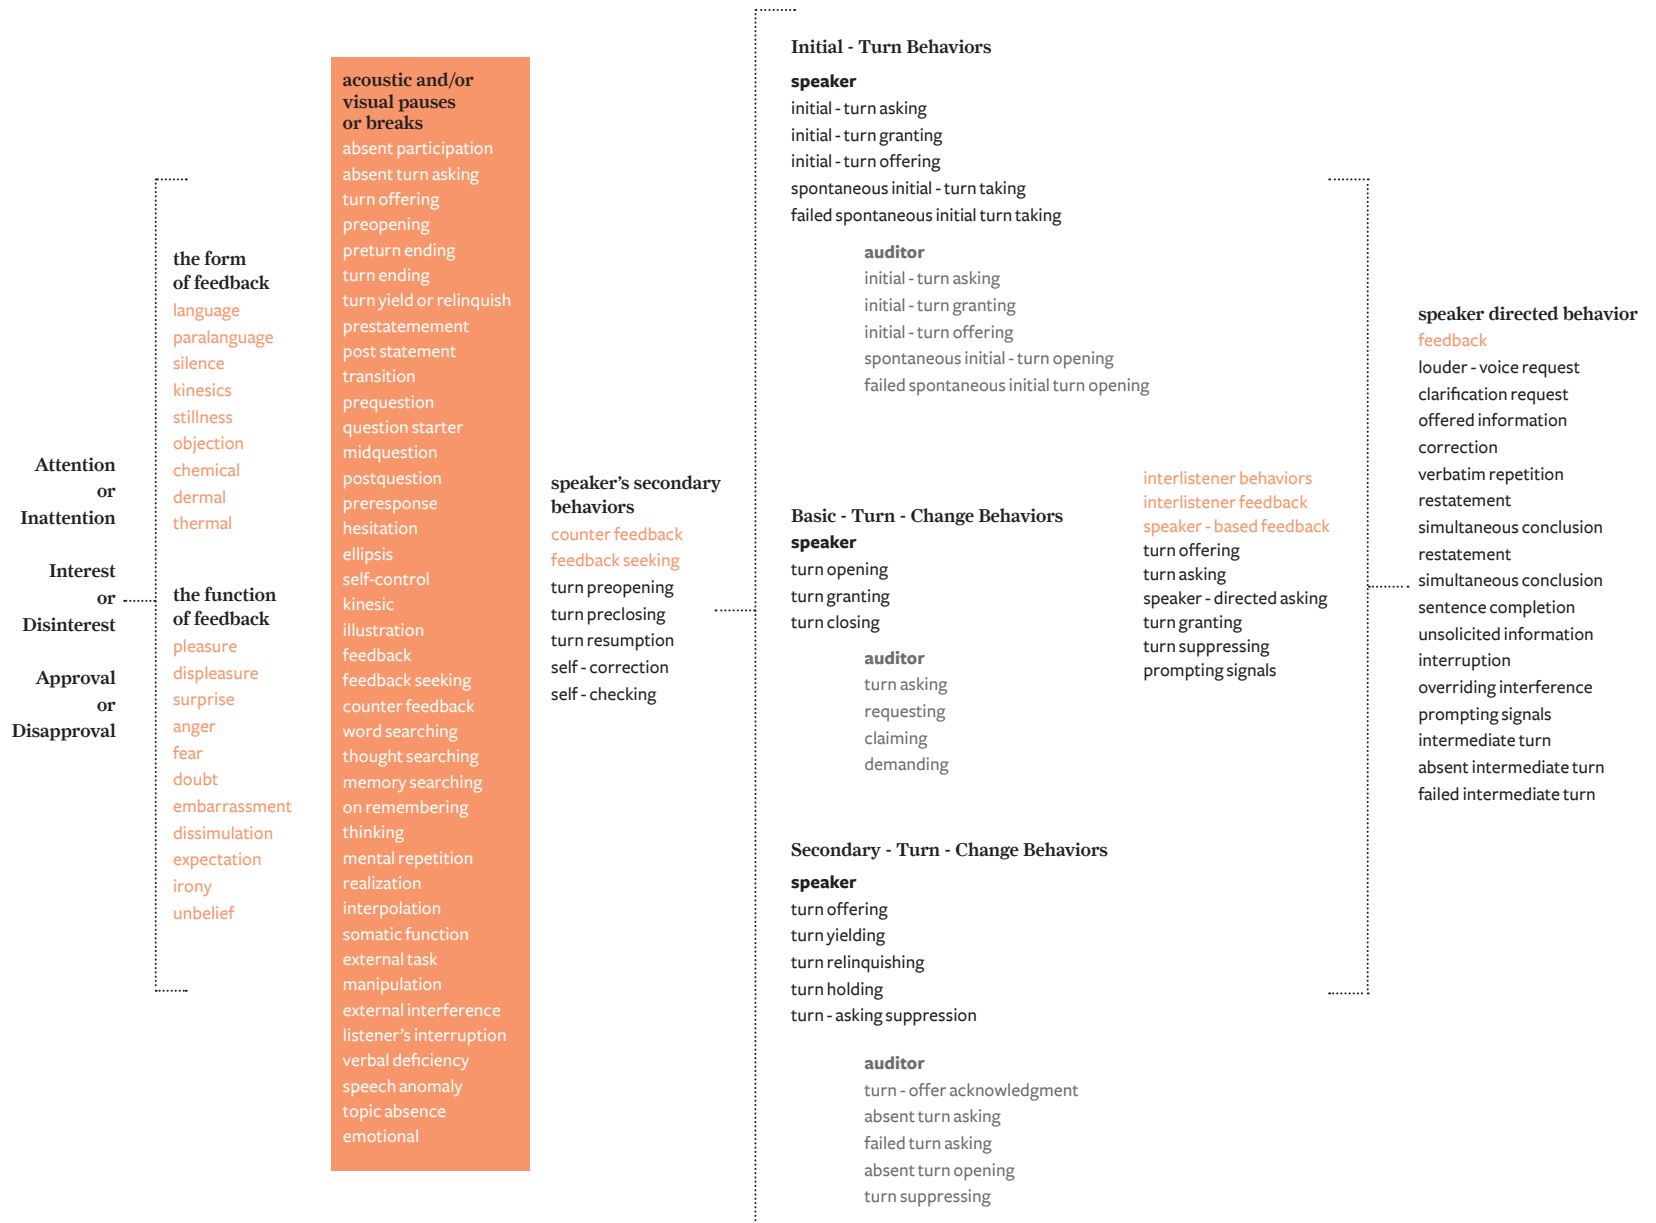 Attention
or
Inattention
Interest
or
Disinterest
Approval
or
Disapproval
the form
of feedback
language
paralanguage
silence
kinesics
stillness
objection
chemical
dermal
thermal
the function
of feedback
pleasure
displeasure
surprise
anger
fear
doubt
embarrassment
dissimulation
expectation
irony
unbelief
acoustic and/or
visual pauses
or breaks
absent participation
absent turn asking
turn offering
preopening
preturn ending
turn ending
turn yield or relinquish
prestatemement
post statement
transition
prequestion
question starter
midquestion
postquestion
preresponse
hesitation
ellipsis
self-control
kinesic
illustration
feedback
feedback seeking
counter feedback
word searching
thought searching
memory searching
on remembering
thinking
mental repetition
realization
interpolation
somatic function
external task
manipulation
external interference
listener's interruption
verbal deficiency
speech anomaly
topic absence
emotional
speaker's secondary
behaviors
counter feedback
feedback seeking
turn preopening
turn preclosing
turn resumption
self - correction
self - checking
Initial - Turn Behaviors
speaker
initial - turn asking
initial - turn granting
initial - turn offering
spontaneous initial - turn taking
failed spontaneous initial turn taking
auditor
initial - turn asking
initial - turn granting
initial - turn offering
spontaneous initial - turn opening
failed spontaneous initial turn opening
Basic - Turn - Change Behaviors
speaker
turn opening
turn granting
turn closing
auditor
turn asking
requesting
claiming
demanding
Secondary - Turn - Change Behaviors
speaker
turn offering
turn yielding
turn relinquishing
turn holding
turn - asking suppression
auditor
turn - offer acknowledgment
absent turn asking
failed turn asking
absent turn opening
turn suppressing
interlistener behaviors
interlistener feedback
speaker - based feedback
turn offering
turn asking
speaker - directed asking
turn granting
turn suppressing
prompting signals
speaker directed behavior
feedback
louder - voice request
clarification request
offered information
correction
verbatim repetition
restatement
simultaneous conclusion
restatement
simultaneous conclusion
sentence completion
unsolicited information
interruption
overriding interference
prompting signals
intermediate turn
absent intermediate turn
failed intermediate turn